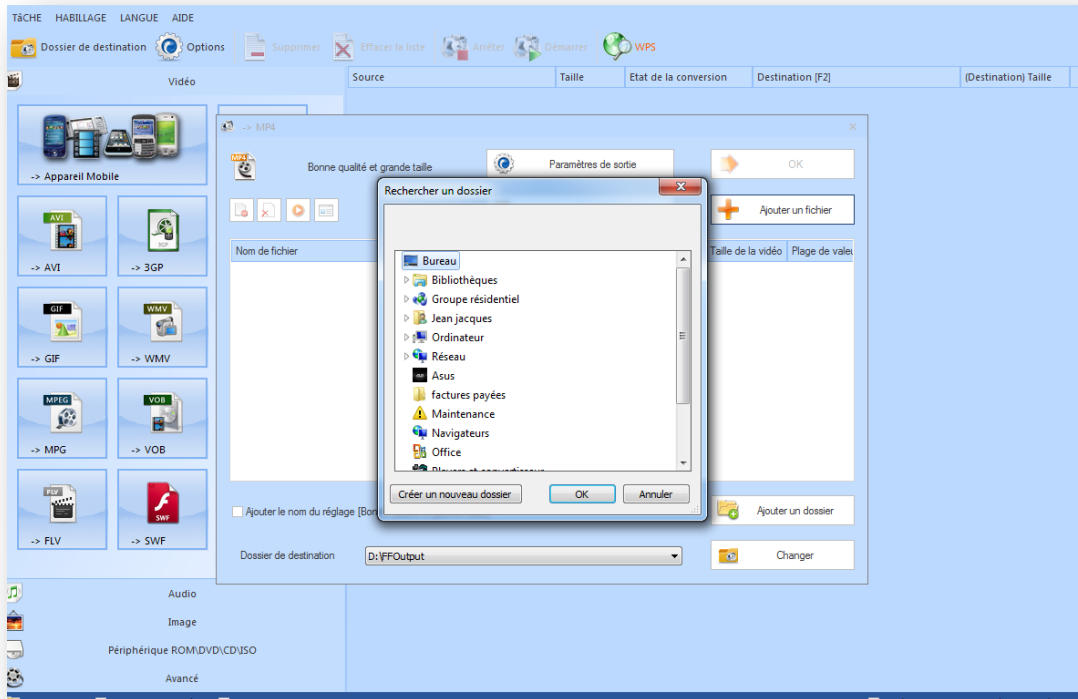 TâCHE HABILLAGE LANGUE AIDE
Dossier de destination Options Supprimer Effacer la liste Arrêter Démarrer WPS
Vidéo
Source Taille Etat de la conversion Destination [F2] (Destination) Taille
-> Appareil Mobile
AVI
-> AVI
3GP
-> 3GP
GIF
-> GIF
WMV
-> WMV
MPEG
-> MPG
VOB
-> VOB
FLV
-> FLV
SWF
-> SWF
Audio
Image
Périphérique ROM\DVD\CD\ISO
Avancé
-> MP4
MP4
Bonne qualité et grande taille
Paramètres de sortie
OK
Ajouter un fichier
Nom de fichier
Taille de la vidéo Plage de valeu
Rechercher un dossier
Bureau
Bibliothèques
Groupe résidentiel
Jean jacques
Ordinateur
Réseau
Asus
factures payées
Maintenance
Navigateurs
Office
Players et convertisseur
Créer un nouveau dossier OK Annuler
Ajouter le nom du réglage [Bon
Ajouter un dossier
Dossier de destination D:\FFOutput Changer